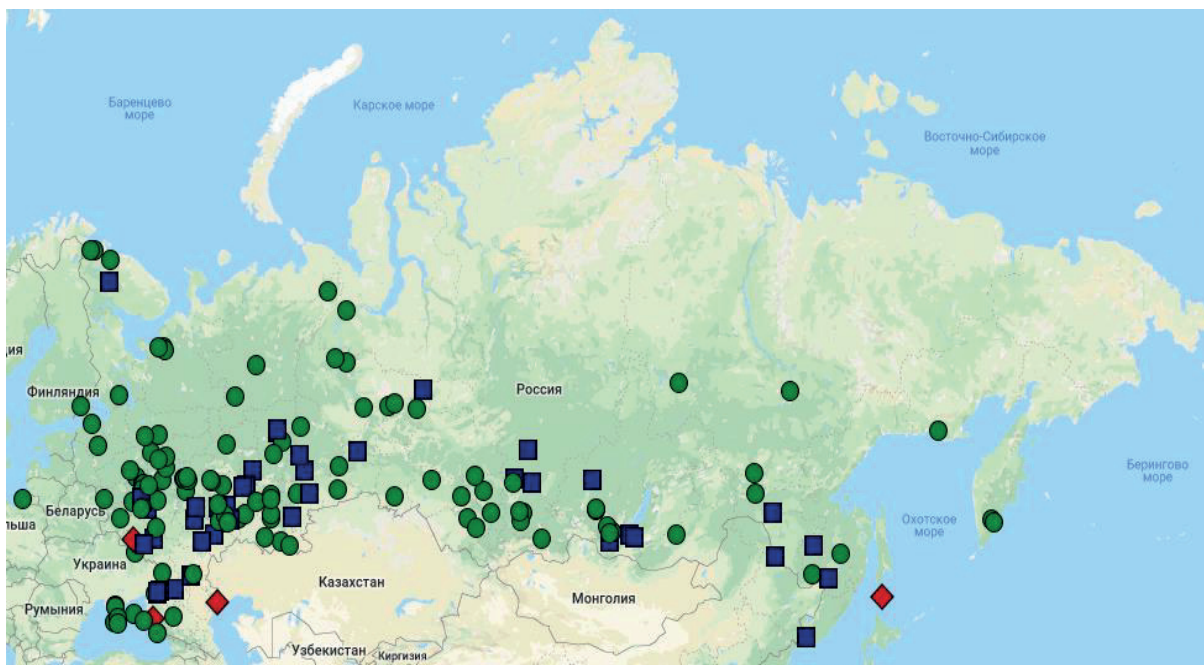 Баренцево
море
Карское море
Восточно-Сибирское
море
Финляндия
Россия
Берингово
море
Беларусь
Охотское
море
Украина
Казахстан
Монголия
Румыния
Узбекистан
Киргизия
ия
льша